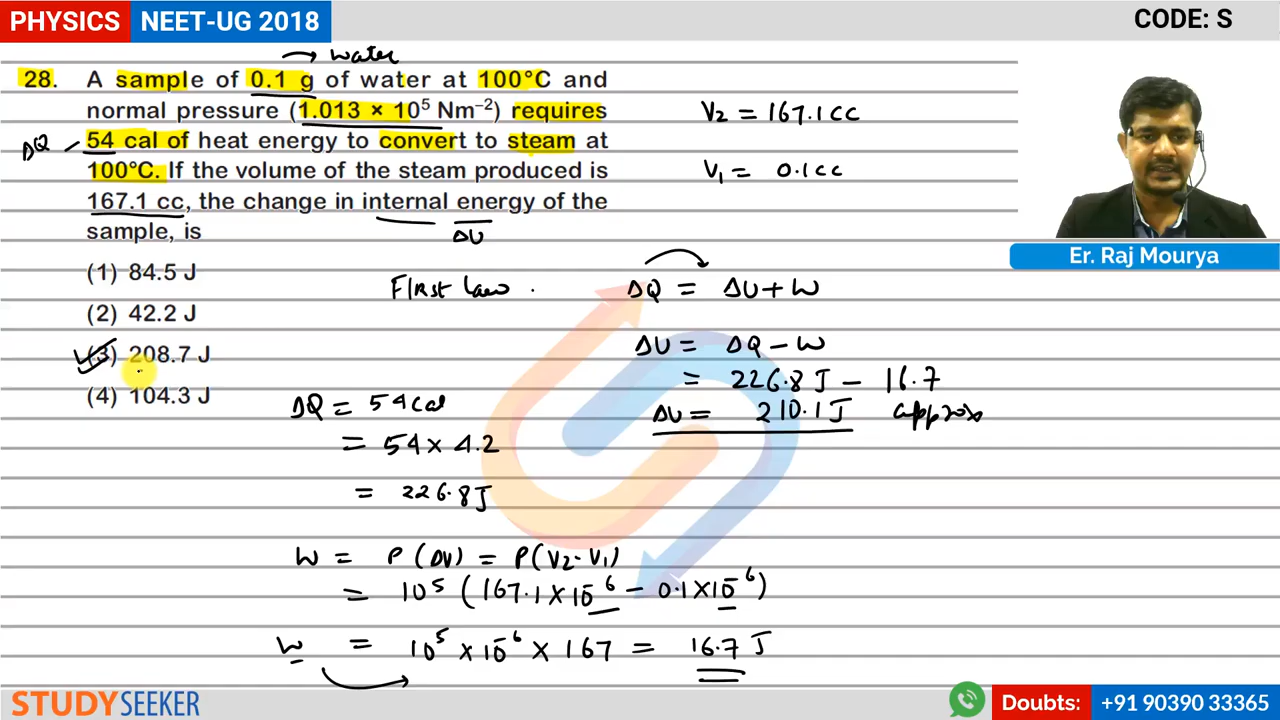 PHYSICS NEET-UG 2018
CODE: S
→ water
28. A sample of 0.1 g of water at 100°C and
normal pressure (1.013 × 10⁵ Nm⁻²) requires
ΔQ 54 cal of heat energy to convert to steam at
100°C. If the volume of the steam produced is
167.1 cc, the change in internal energy of the
ΔU
sample, is
(1) 84.5 J
(2) 42.2 J
(3) 208.7 J
(4) 104.3 J
V₂ = 167.1 cc
V₁ = 0.1 cc
Er. Raj Mourya
First law . ΔQ = ΔU + W
ΔU = ΔQ − W
= 226.8 J − 16.7
ΔU = 210.1 J approx
ΔQ = 54 cal
= 54 × 4.2
= 226.8 J
W = P (ΔV) = P(V₂-V₁)
= 10⁵ (167.1 × 10⁻⁶ − 0.1 × 10⁻⁶)
W = 10⁵ × 10⁻⁶ × 167 = 16.7 J
STUDYSEEKER
Doubts: +91 90390 33365